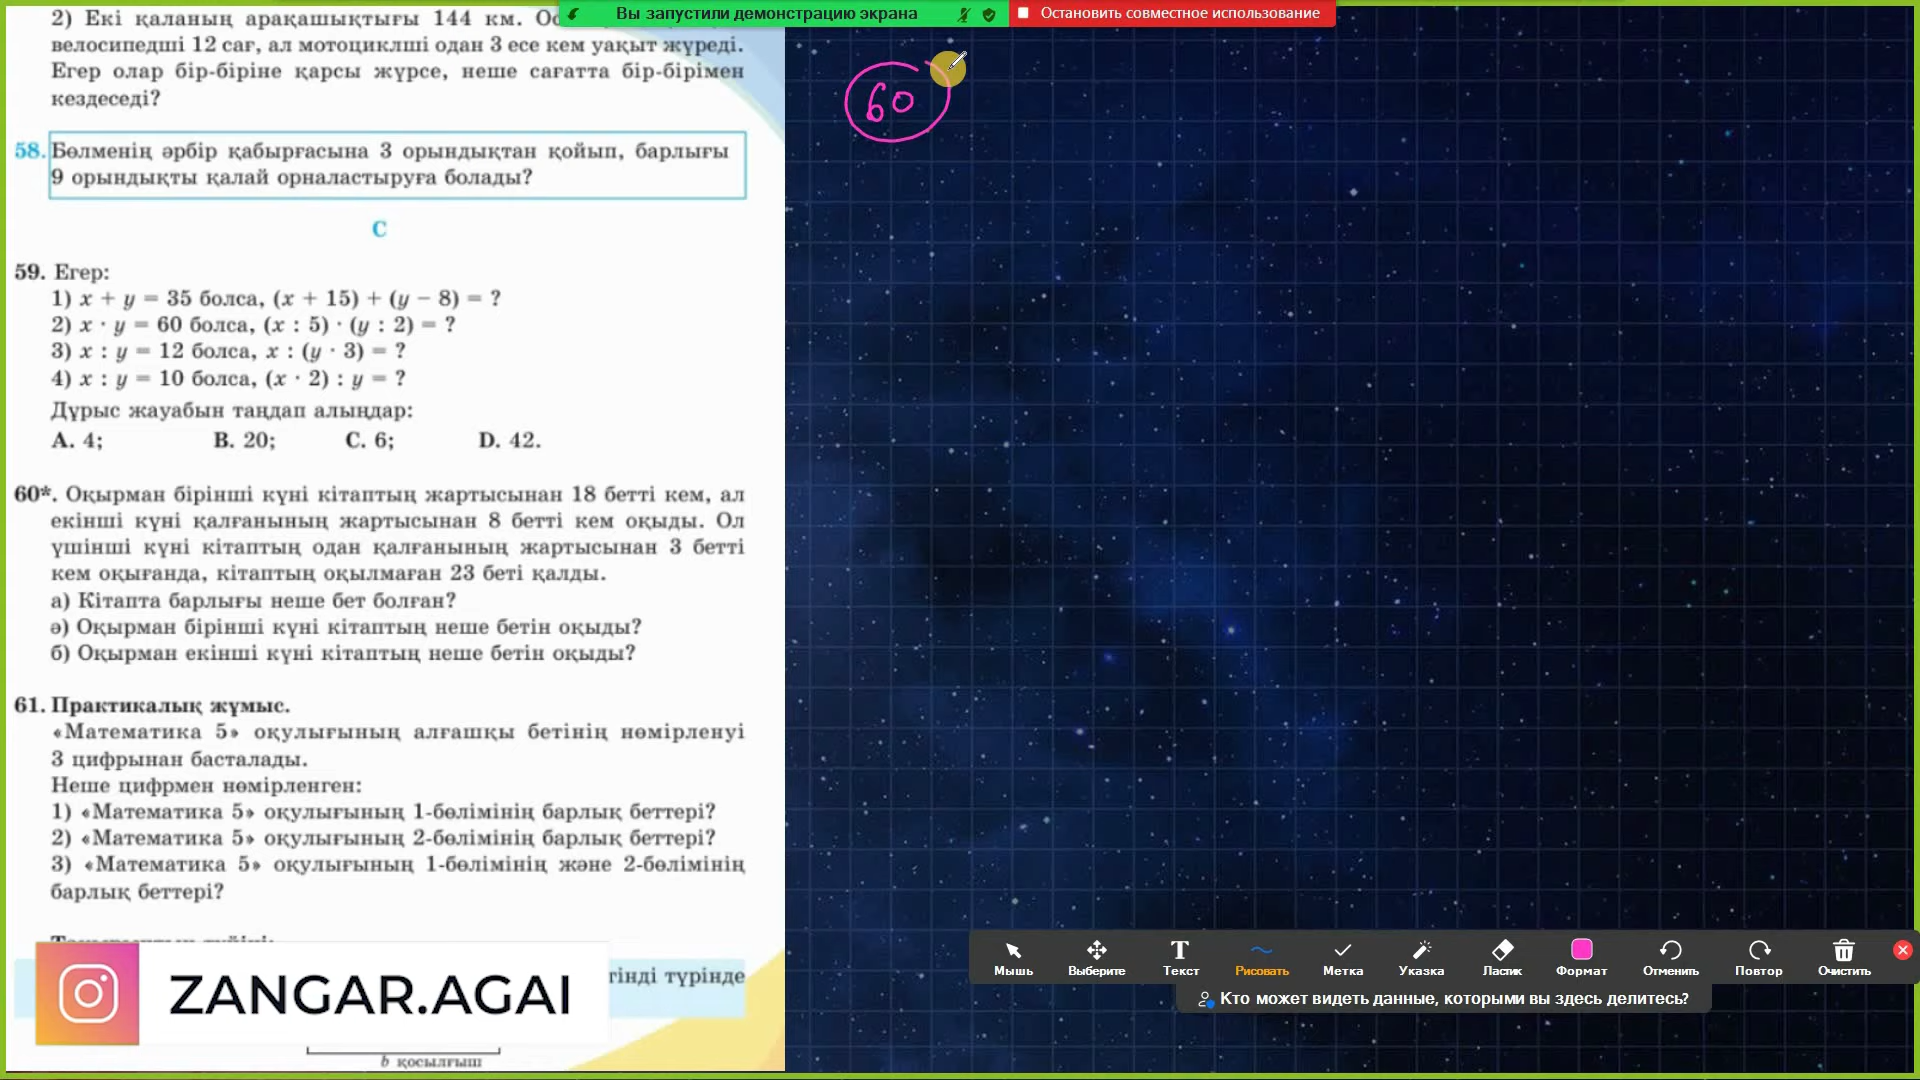 2) Екі қаланың арақашықтығы 144 км.
Вы запустили демонстрацию экрана
Остановить совместное использование
велосипедші 12 сағ, ал мотоциклші одан 3 есе кем уақыт жүреді.
Егер олар бір-біріне қарсы жүрсе, неше сағатта бір-бірімен
кездеседі?
60
58. Бөлменің әрбір қабырғасына 3 орындықтан қойып, барлығы
9 орындықты қалай орналастыруға болады?
C
59. Егер:
1) x + y = 35 болса, (x + 15) + (y − 8) = ?
2) x · y = 60 болса, (x : 5) · (y : 2) = ?
3) x : y = 12 болса, x : (y · 3) = ?
4) x : y = 10 болса, (x · 2) : y = ?
Дұрыс жауабын таңдап алыңдар:
A. 4; B. 20; C. 6; D. 42.
60*. Оқырман бірінші күні кітаптың жартысынан 18 бетті кем, ал
екінші күні қалғанының жартысынан 8 бетті кем оқыды. Ол
үшінші күні кітаптың одан қалғанының жартысынан 3 бетті
кем оқығанда, кітаптың оқылмаған 23 беті қалды.
а) Кітапта барлығы неше бет болған?
ә) Оқырман бірінші күні кітаптың неше бетін оқыды?
б) Оқырман екінші күні кітаптың неше бетін оқыды?
61. Практикалық жұмыс.
«Математика 5» оқулығының алғашқы бетінің нөмірленуі
3 цифрынан басталады.
Неше цифрмен нөмірленген:
1) «Математика 5» оқулығының 1-бөлімінің барлық беттері?
2) «Математика 5» оқулығының 2-бөлімінің барлық беттері?
3) «Математика 5» оқулығының 1-бөлімінің және 2-бөлімінің
барлық беттері?
түрінде
ZANGAR.AGAI
b қосылғыш
Мышь Выберите Текст Рисовать Метка Указка Ластик Формат Отменить Повтор Очистить
Кто может видеть данные, которыми вы здесь делитесь?